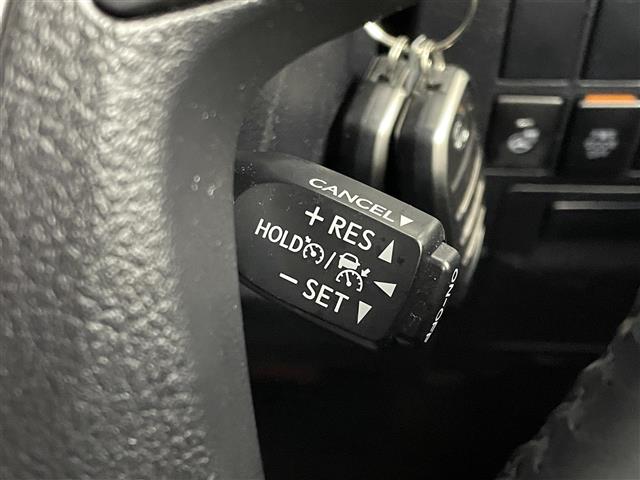 CANCEL▼
+ RES ▲
HOLD / ◀
– SET ▼
ON-OFF